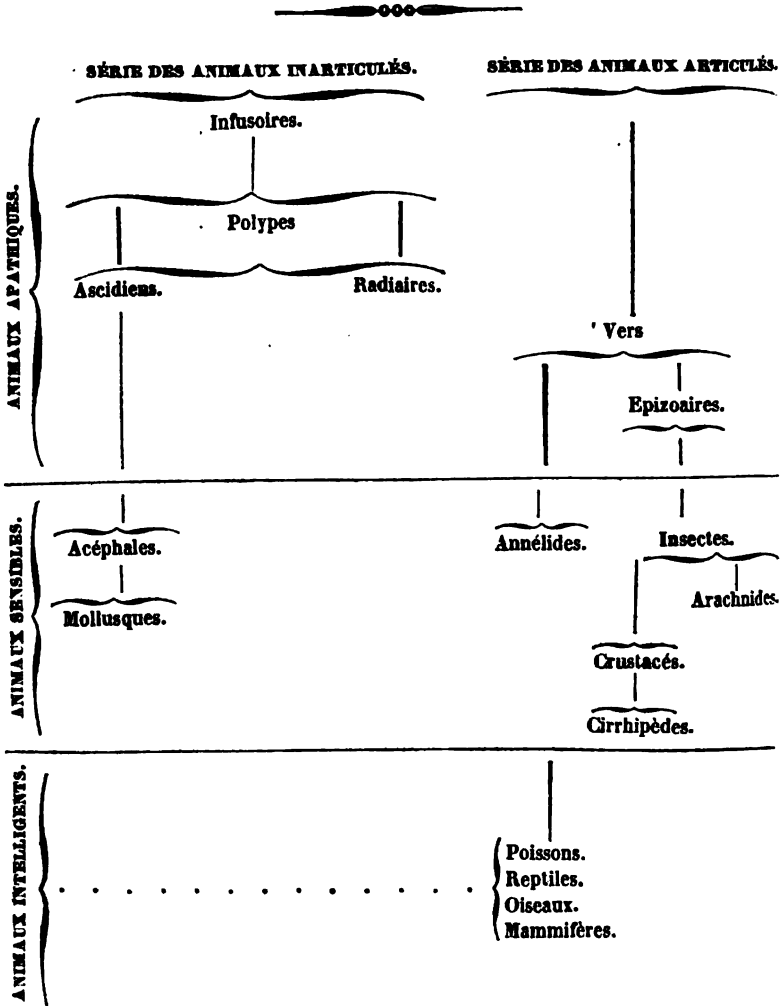 SÉRIE DES ANIMAUX INARTICULÉS.
SÉRIE DES ANIMAUX ARTICULÉS.
ANIMAUX APATHIQUES.
Infusoires.
Polypes
Ascidiens.
Radiaires.
Vers
Epizoaires.
ANIMAUX SENSIBLES.
Acéphales.
Mollusques.
Annélides.
Insectes.
Arachnides.
Crustacés.
Cirrhipèdes.
ANIMAUX INTELLIGENTS.
Poissons.
Reptiles.
Oiseaux.
Mammifères.